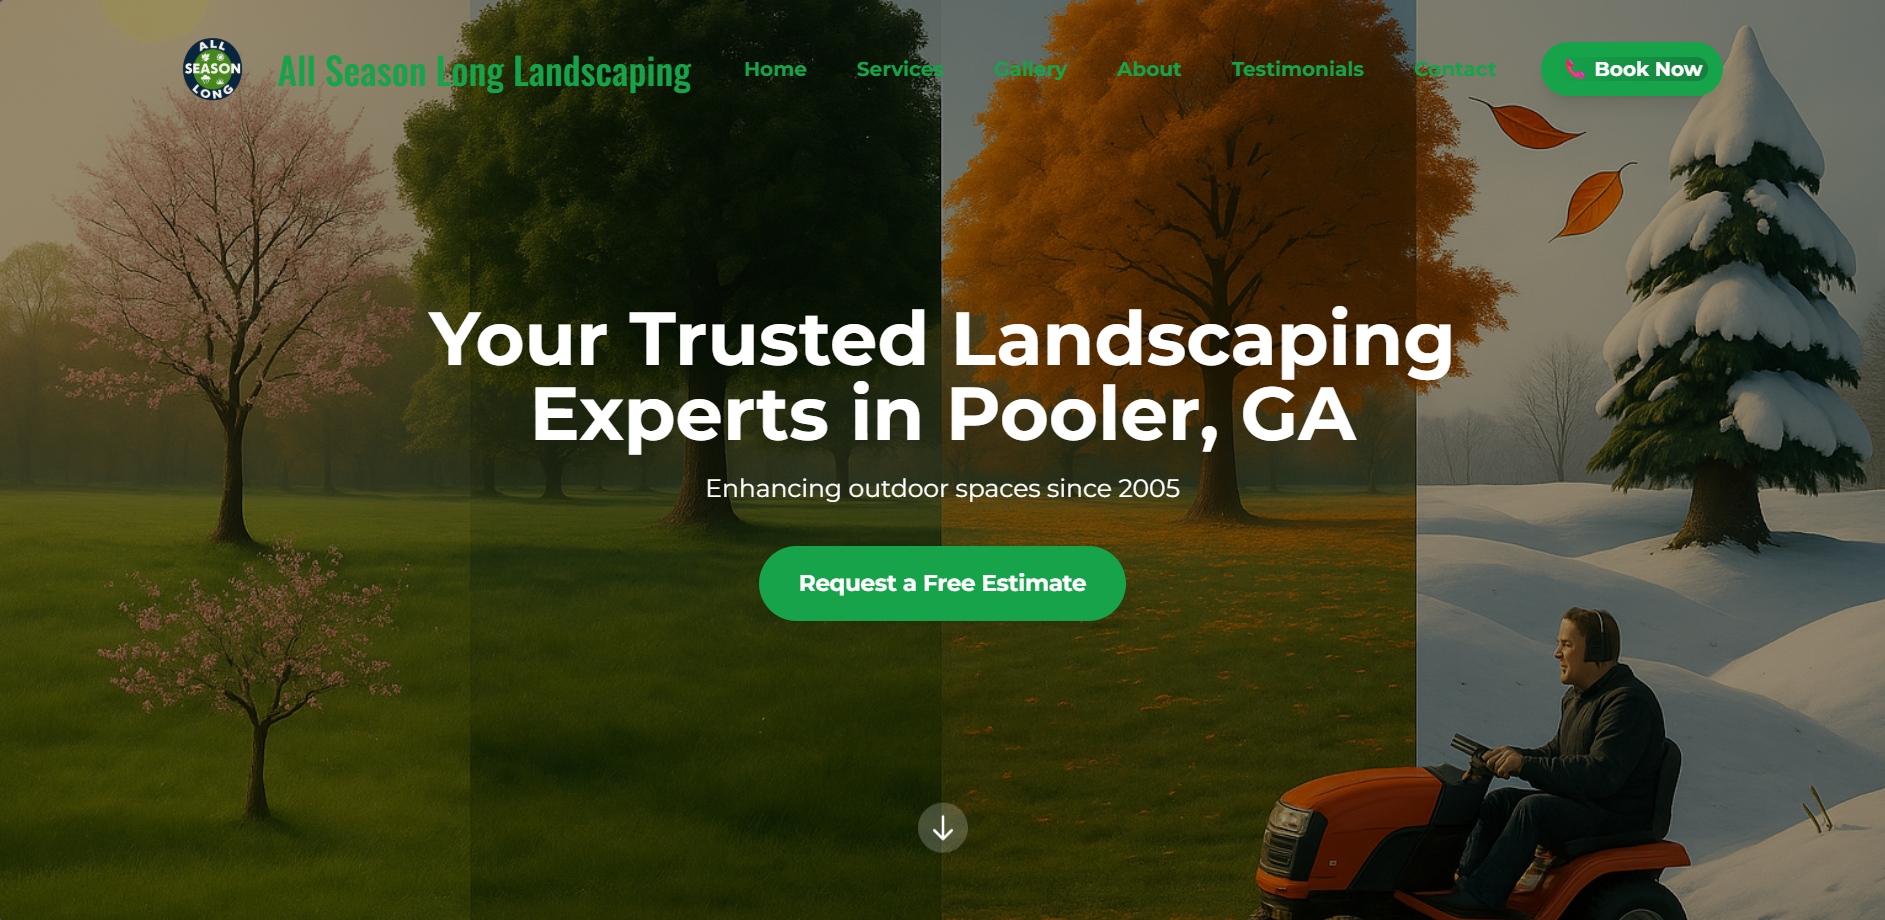 ALL
SEASON
LONG
All Season Long Landscaping
Home
Services
Gallery
About
Testimonials
Contact
Book Now
Your Trusted Landscaping
Experts in Pooler, GA
Enhancing outdoor spaces since 2005
Request a Free Estimate